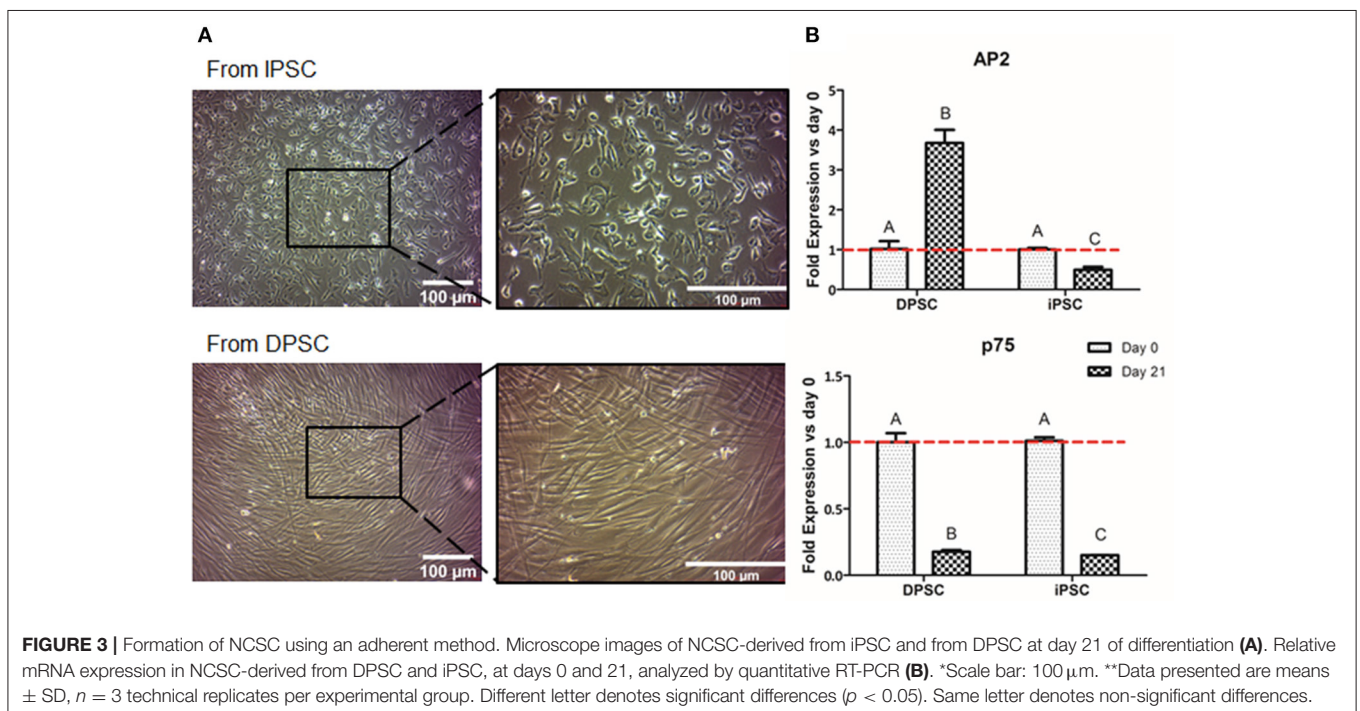 A
From IPSC
100 µm
100 µm
From DPSC
100 µm
100 µm
B
AP2
Fold Expression vs day 0
5
4
3
2
1
0
A
B
A
C
DPSC
iPSC
p75
Day 0
Day 21
Fold Expression vs day 0
1.5
1.0
0.5
0.0
A
B
A
C
DPSC
iPSC
FIGURE 3 | Formation of NCSC using an adherent method. Microscope images of NCSC-derived from iPSC and from DPSC at day 21 of differentiation (A). Relative
mRNA expression in NCSC-derived from DPSC and iPSC, at days 0 and 21, analyzed by quantitative RT-PCR (B). *Scale bar: 100 µm. **Data presented are means
± SD, n = 3 technical replicates per experimental group. Different letter denotes significant differences (p < 0.05). Same letter denotes non-significant differences.